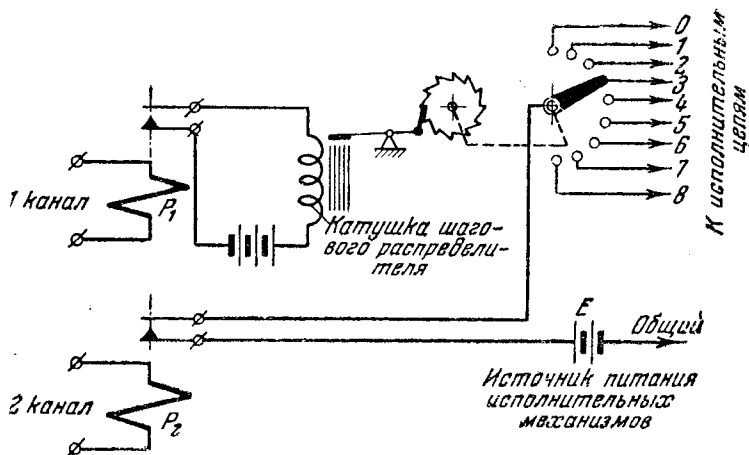 0
1
2
3
4
5
6
7
8
К исполнительным
цепям
1 канал
P₁
Катушка шаго-
вого распредели-
теля
E
Общий
Источник питания
исполнительных
механизмов
2 канал
P₂